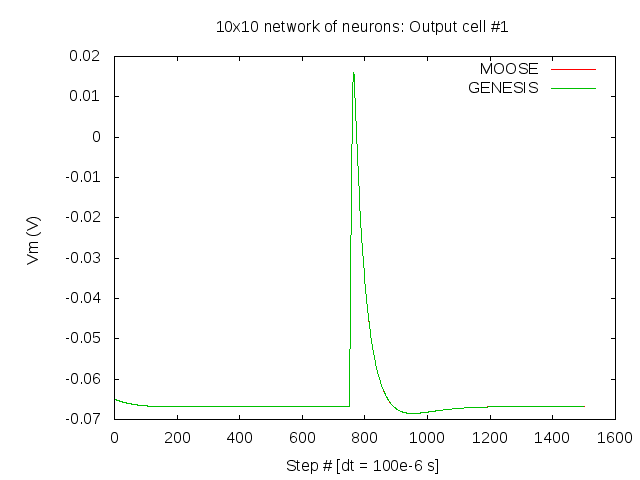 10x10 network of neurons: Output cell #1
MOOSE
GENESIS
Vm (V)
0.02
0.01
0
-0.01
-0.02
-0.03
-0.04
-0.05
-0.06
-0.07
0 200 400 600 800 1000 1200 1400 1600
Step # [dt = 100e-6 s]